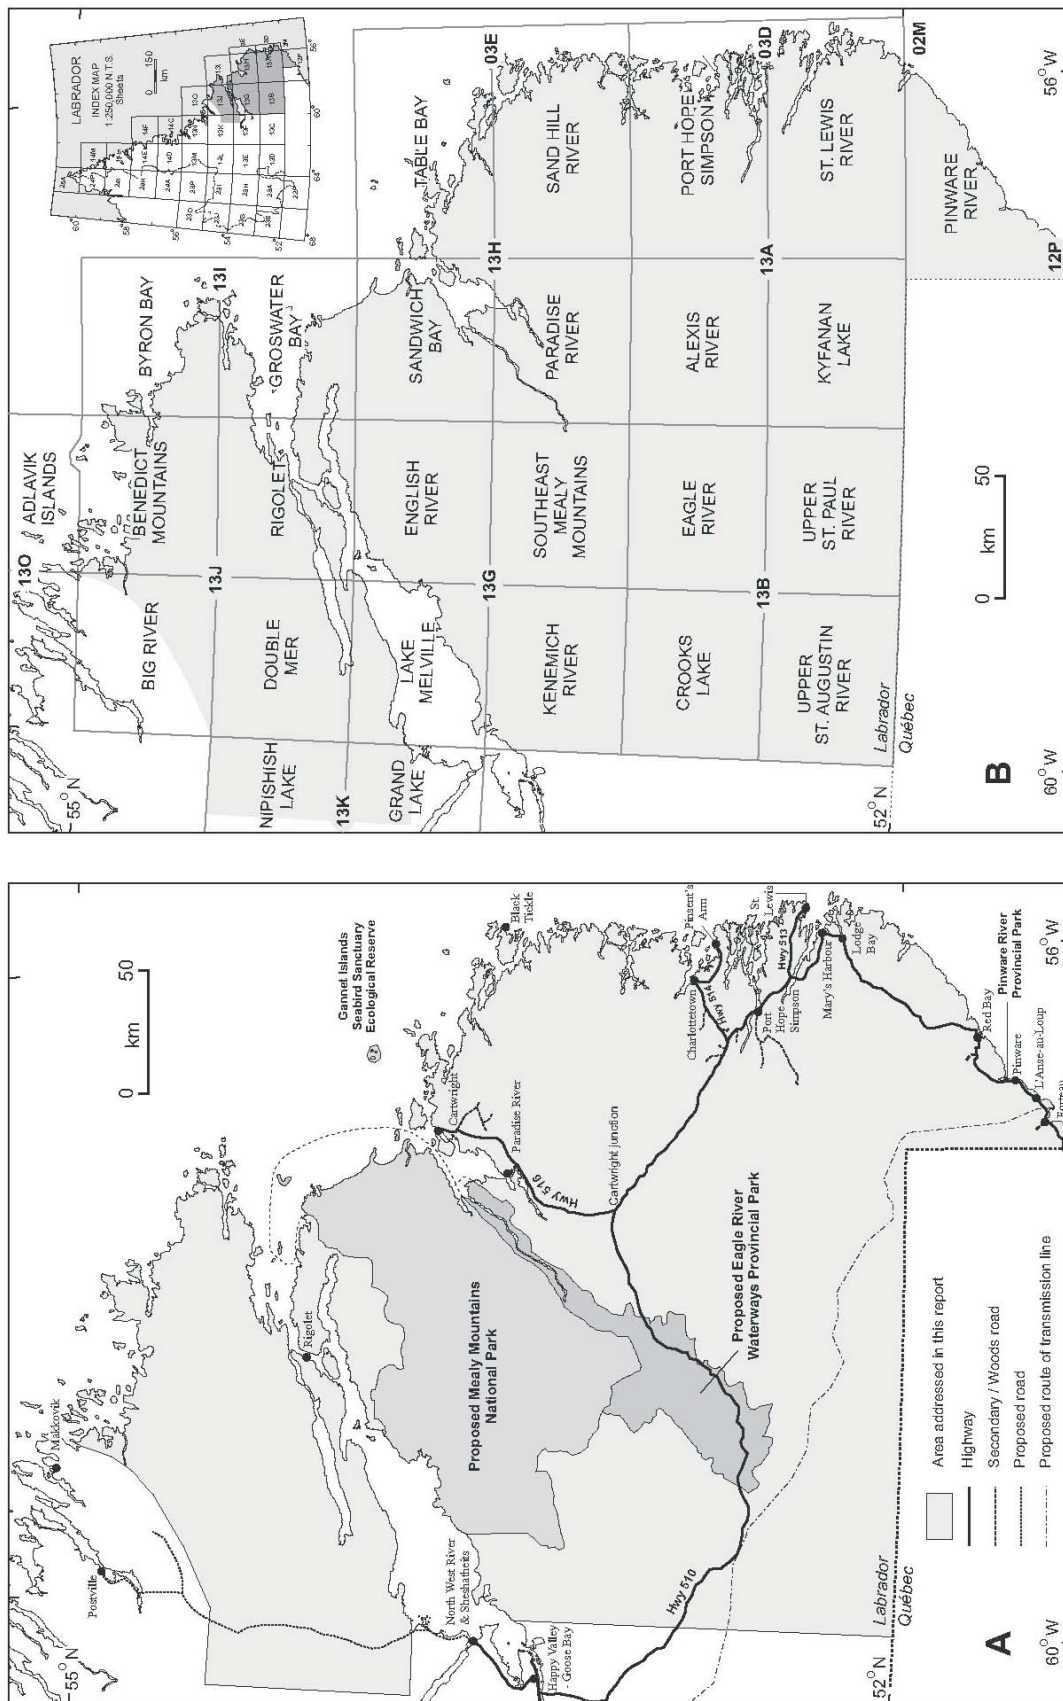 55° N
Postville
Makkovik
Rigolet
North West River
& Sheshatheits
Happy Valley
- Goose Bay
Proposed Mealy Mountains
National Park
Gannet Islands
Seabird Sanctuary
Ecological Reserve
km
0
50
Cartwright
Paradise River
Hwy 516
Cartwright junction
Black
Tickle
Charlottetown
Pinsent's
Arm
Hwy 514
Port
Hope
Simpson
Hwy 513
St.
Lewis
Mary's Harbour
Lodge
Bay
Proposed Eagle River
Waterways Provincial Park
Hwy 510
Red Bay
Pinware River
Provincial Park
Pinware
L'Anse-au-Loup
Forteau
Labrador
Québec
52° N
60° W
56° W
A
Area addressed in this report
Highway
Secondary / Woods road
Proposed road
Proposed route of transmission line
55° N
13O
ADLAVIK
ISLANDS
BIG RIVER
BENEDICT
MOUNTAINS
BYRON BAY
13J
13I
NIPISHISH
LAKE
DOUBLE
MER
RIGOLET
GROSWATER
BAY
13K
GRAND
LAKE
LAKE
MELVILLE
ENGLISH
RIVER
SANDWICH
BAY
TABLE BAY
13G
13H
03E
KENEMICH
RIVER
SOUTHEAST
MEALY
MOUNTAINS
PARADISE
RIVER
SAND HILL
RIVER
CROOKS
LAKE
EAGLE
RIVER
ALEXIS
RIVER
PORT HOPE
SIMPSON
13B
13A
03D
UPPER
ST. AUGUSTIN
RIVER
UPPER
ST. PAUL
RIVER
KYFANAN
LAKE
ST. LEWIS
RIVER
02M
PINWARE
RIVER
12P
Labrador
Québec
52° N
60° W
56° W
B
km
0
50
LABRADOR
INDEX MAP
1:250,000 N.T.S.
Sheets
0
150
km